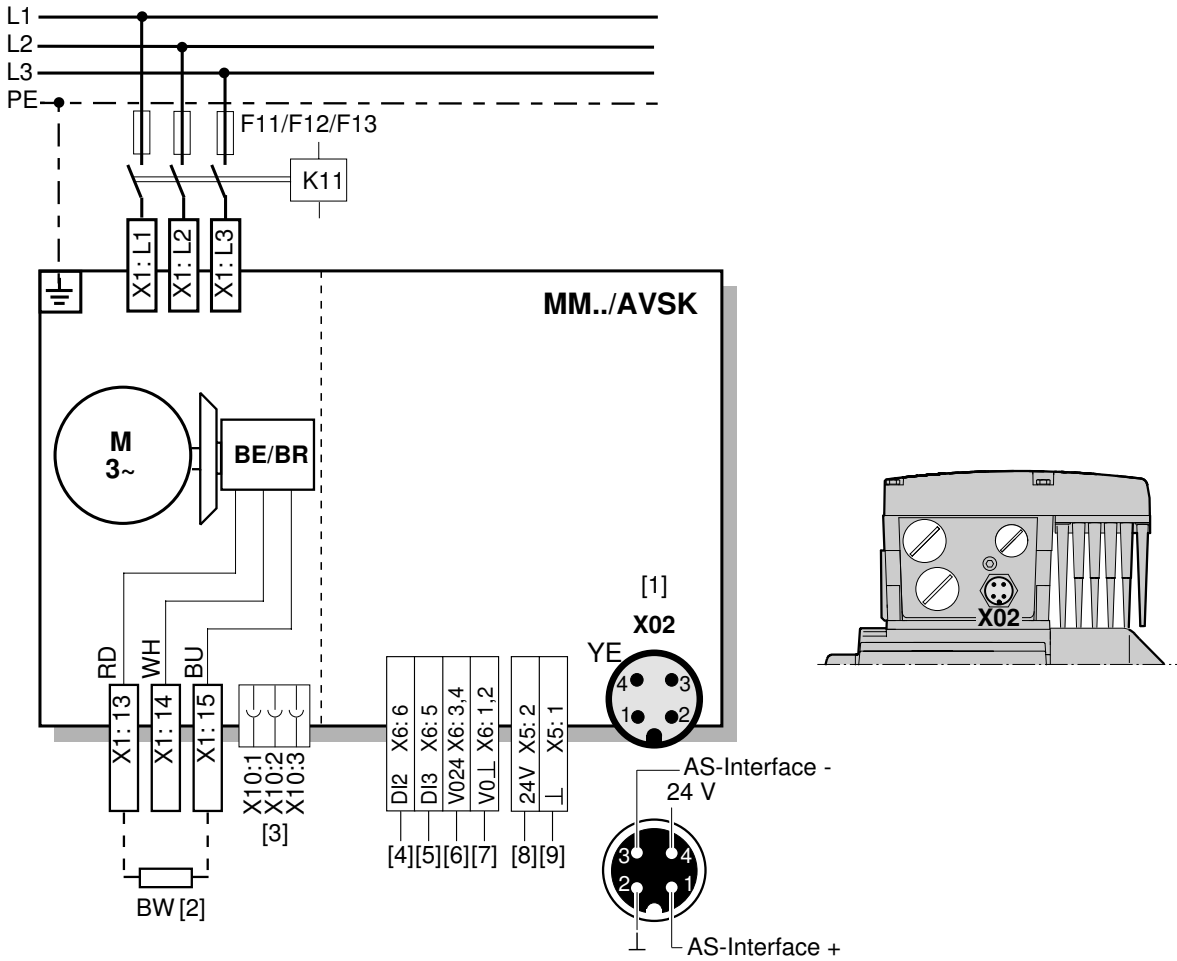 L1
L2
L3
PE
F11/F12/F13
K11
X1: L1
X1: L2
X1: L3
MM../AVSK
M
3~
BE/BR
RD
WH
BU
X1: 13
X1: 14
X1: 15
X10:1
X10:2
X10:3
[3]
BW [2]
DI2 X6: 6
DI3 X6: 5
V024 X6: 3,4
V0⊥ X6: 1,2
24V X5: 2
⊥ X5: 1
[4] [5] [6] [7] [8] [9]
[1]
X02
YE
4 3
1 2
AS-Interface -
24 V
3 4
2 1
AS-Interface +
X02